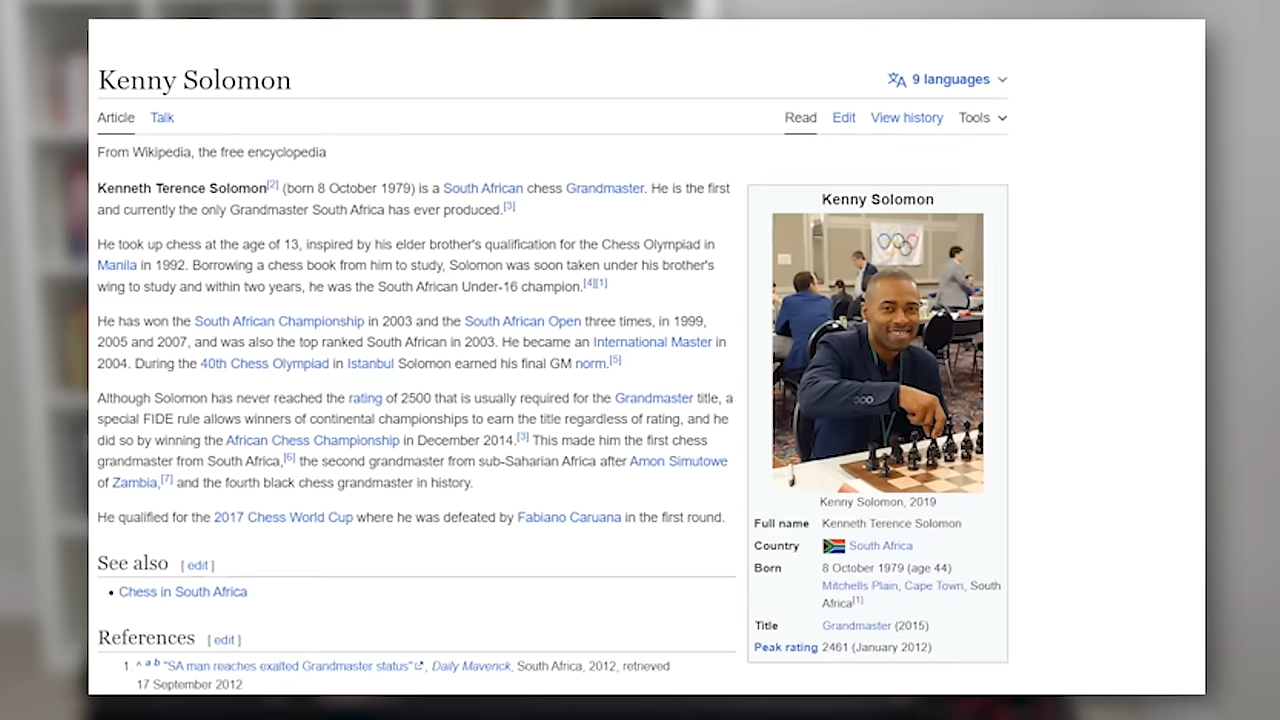 Kenny Solomon
9 languages
Article Talk
Read Edit View history Tools
From Wikipedia, the free encyclopedia
Kenneth Terence Solomon[2] (born 8 October 1979) is a South African chess Grandmaster. He is the first
and currently the only Grandmaster South Africa has ever produced.[3]
He took up chess at the age of 13, inspired by his elder brother's qualification for the Chess Olympiad in
Manila in 1992. Borrowing a chess book from him to study, Solomon was soon taken under his brother's
wing to study and within two years, he was the South African Under-16 champion.[4][1]
He has won the South African Championship in 2003 and the South African Open three times, in 1999,
2005 and 2007, and was also the top ranked South African in 2003. He became an International Master in
2004. During the 40th Chess Olympiad in Istanbul Solomon earned his final GM norm.[5]
Although Solomon has never reached the rating of 2500 that is usually required for the Grandmaster title, a
special FIDE rule allows winners of continental championships to earn the title regardless of rating, and he
did so by winning the African Chess Championship in December 2014.[3] This made him the first chess
grandmaster from South Africa,[6] the second grandmaster from sub-Saharian Africa after Amon Simutowe
of Zambia,[7] and the fourth black chess grandmaster in history.
He qualified for the 2017 Chess World Cup where he was defeated by Fabiano Caruana in the first round.
See also [ edit ]
• Chess in South Africa
References [ edit ]
1. ^ a b "SA man reaches exalted Grandmaster status", Daily Maverick, South Africa, 2012, retrieved
17 September 2012
Kenny Solomon
Kenny Solomon, 2019
Full name Kenneth Terence Solomon
Country South Africa
Born 8 October 1979 (age 44)
Mitchells Plain, Cape Town, South
Africa[1]
Title Grandmaster (2015)
Peak rating 2461 (January 2012)